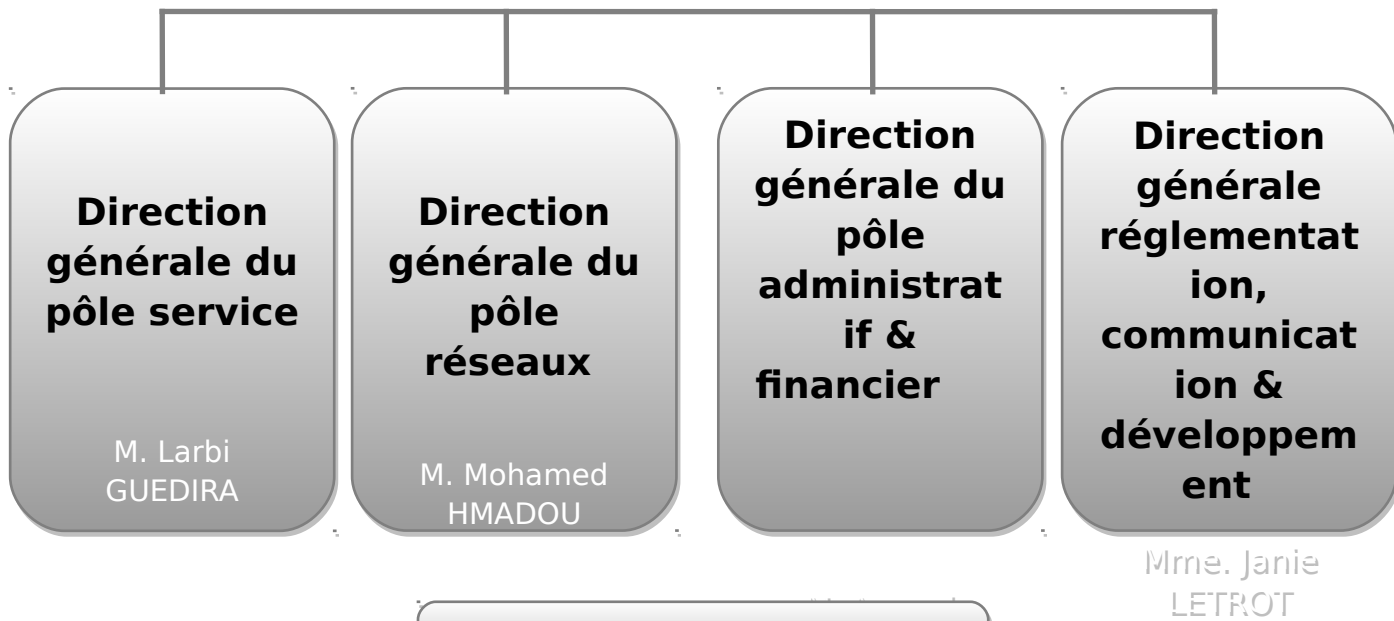 Direction
générale du
pôle service
M. Larbi
GUEDIRA
Direction
générale du
pôle
réseaux
M. Mohamed
HMADOU
Direction
générale du
pôle
administrat
if &
financier
Direction
générale
réglementat
ion,
communicat
ion &
développem
ent
Mme. Janie
LETROT